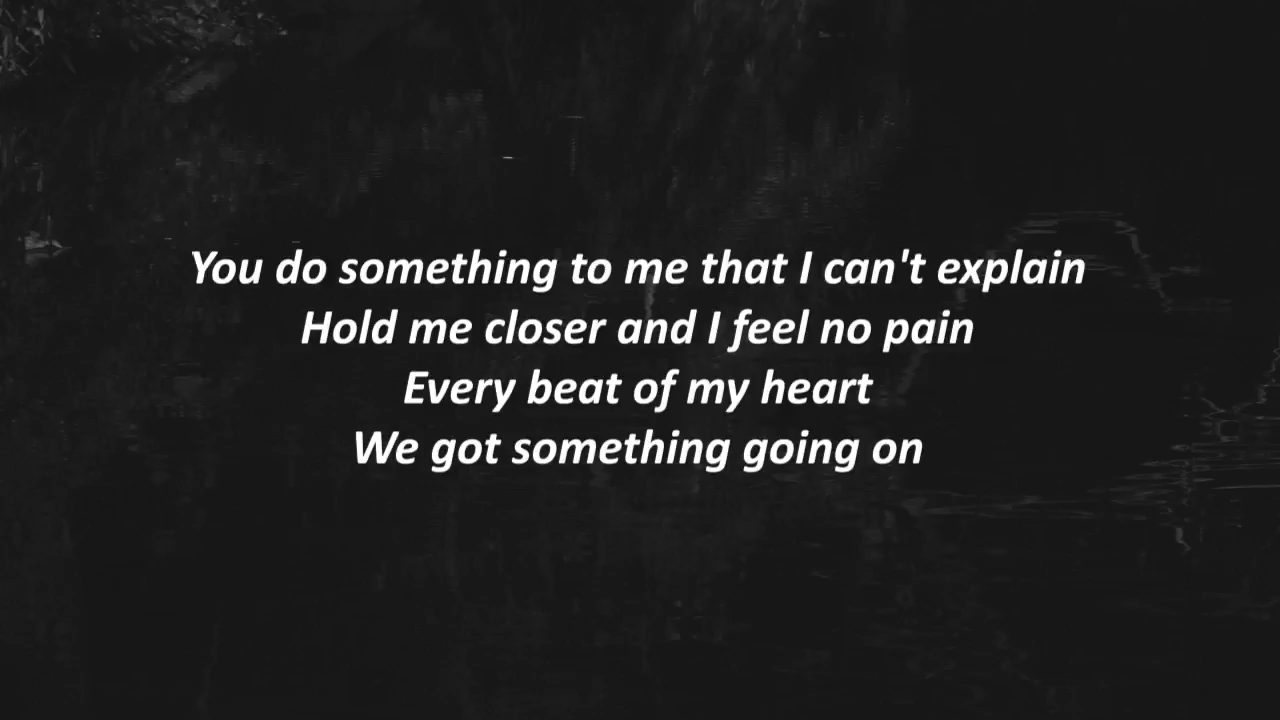 You do something to me that I can't explain
Hold me closer and I feel no pain
Every beat of my heart
We got something going on